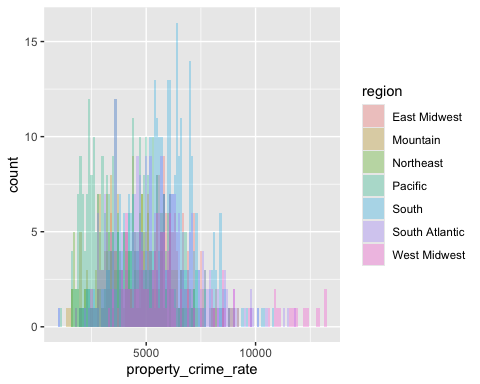 15
10
5
0
count
5000 10000
property_crime_rate
region
East Midwest
Mountain
Northeast
Pacific
South
South Atlantic
West Midwest